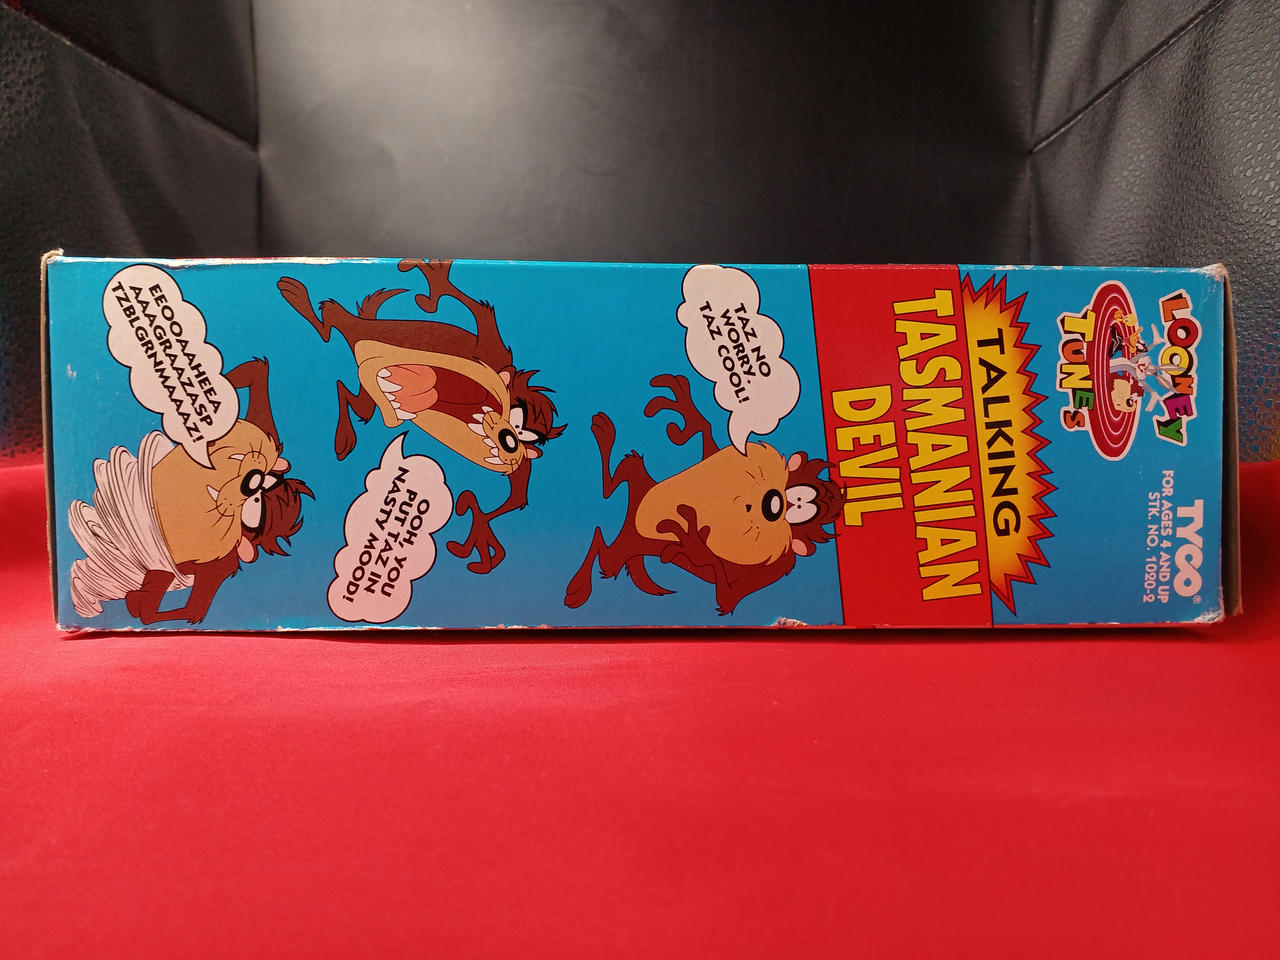 LOONEY
TUNES
TYCO®
FOR AGES 4 AND UP
STK. NO. 1020-2
TALKING
TASMANIAN
DEVIL
TAZ NO
WORRY.
TAZ COOL!
OOH, YOU
PUT TAZ IN
NASTY MOOD!
EEOOAAHEEA
AAAGRAAZASP
TZBLGRNMAAAZ!